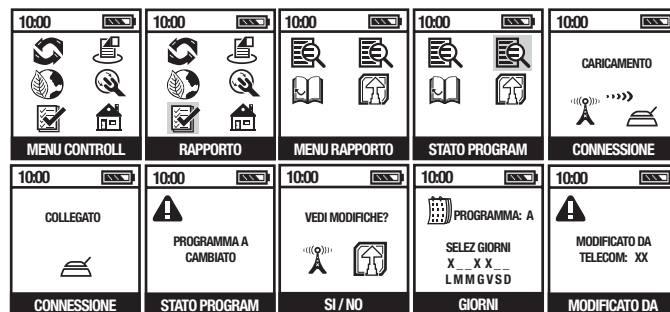 10:00
MENU CONTROLL
10:00
RAPPORTO
10:00
MENU RAPPORTO
10:00
STATO PROGRAM
10:00
CARICAMENTO
CONNESSIONE
10:00
COLLEGATO
CONNESSIONE
10:00
PROGRAMMA A
CAMBIATO
STATO PROGRAM
10:00
VEDI MODIFICHE?
SI / NO
10:00
PROGRAMMA: A
SELEZ GIORNI
X _ _ X X _ _
L M M G V S D
GIORNI
10:00
MODIFICATO DA
TELECOM: XX
MODIFICATO DA